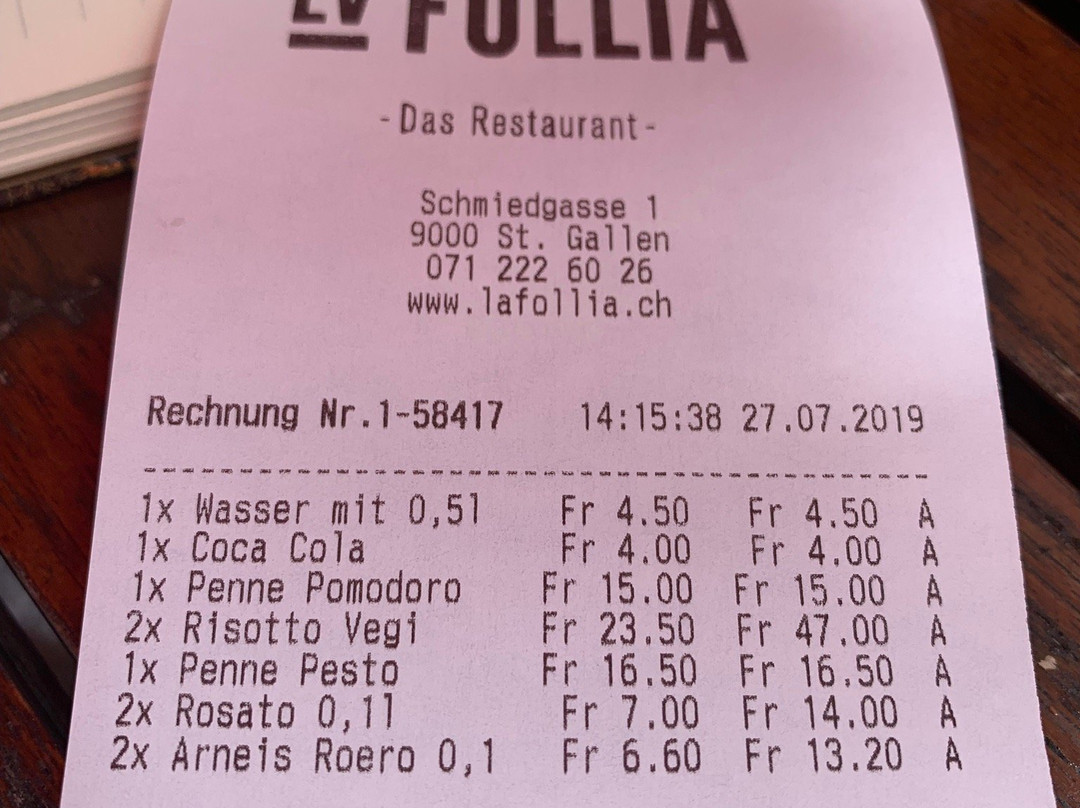 LA FOLLIA
-Das Restaurant-
Schmiedgasse 1
9000 St. Gallen
071 222 60 26
www.lafollia.ch
Rechnung Nr.1-58417 14:15:38 27.07.2019
1x Wasser mit 0,5l Fr 4.50 Fr 4.50 A
1x Coca Cola Fr 4.00 Fr 4.00 A
1x Penne Pomodoro Fr 15.00 Fr 15.00 A
2x Risotto Vegi Fr 23.50 Fr 47.00 A
1x Penne Pesto Fr 16.50 Fr 16.50 A
2x Rosato 0,1l Fr 7.00 Fr 14.00 A
2x Arneis Roero 0,1 Fr 6.60 Fr 13.20 A